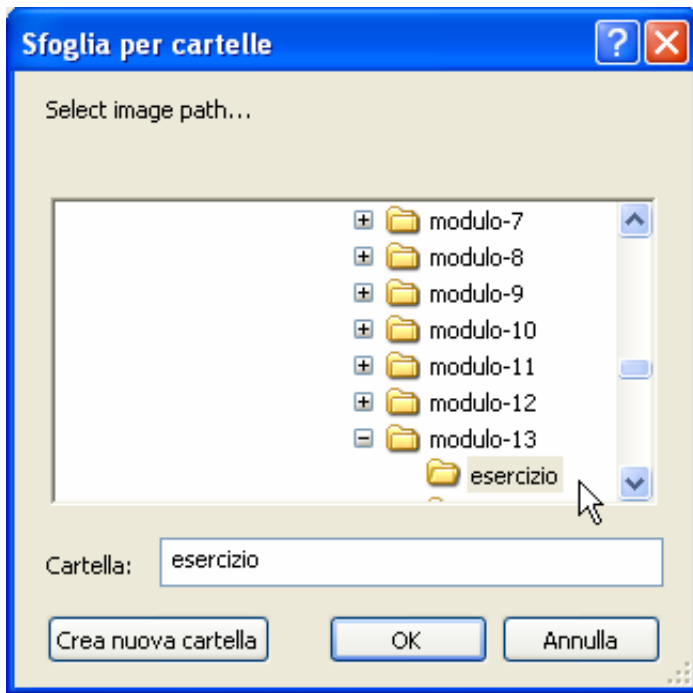 Sfoglia per cartelle
Select image path...
modulo-7
modulo-8
modulo-9
modulo-10
modulo-11
modulo-12
modulo-13
esercizio
Cartella: esercizio
Crea nuova cartella OK Annulla